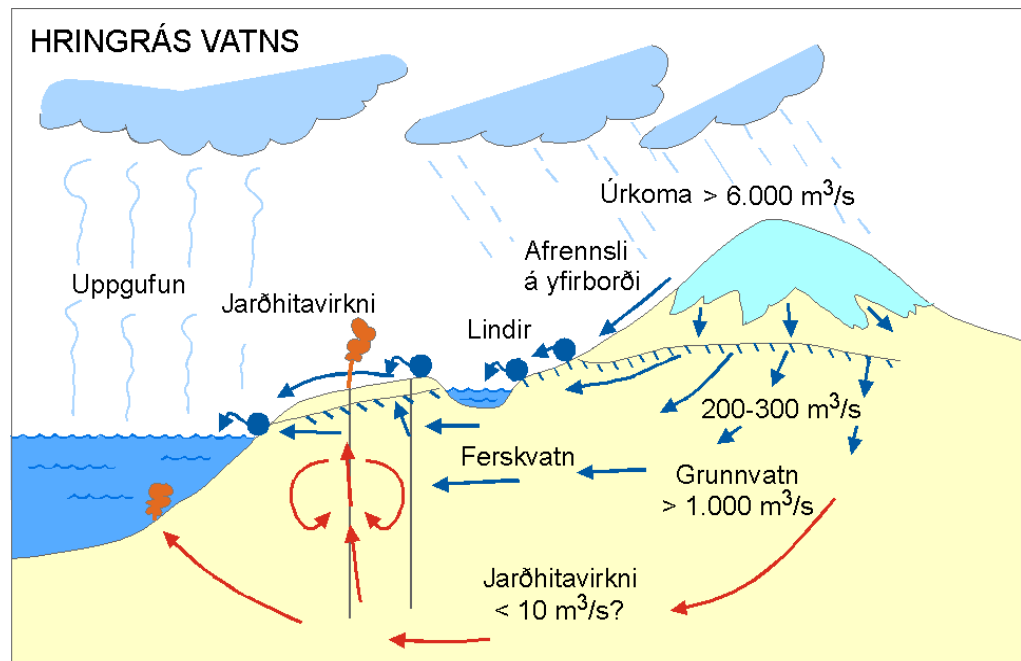 HRINGRÁS VATNS
Úrkoma > 6.000 m³/s
Afrennsli
á yfirborði
Uppgufun
Jarðhitavirkni
Lindir
200-300 m³/s
Ferskvatn
Grunnvatn
> 1.000 m³/s
Jarðhitavirkni
< 10 m³/s?